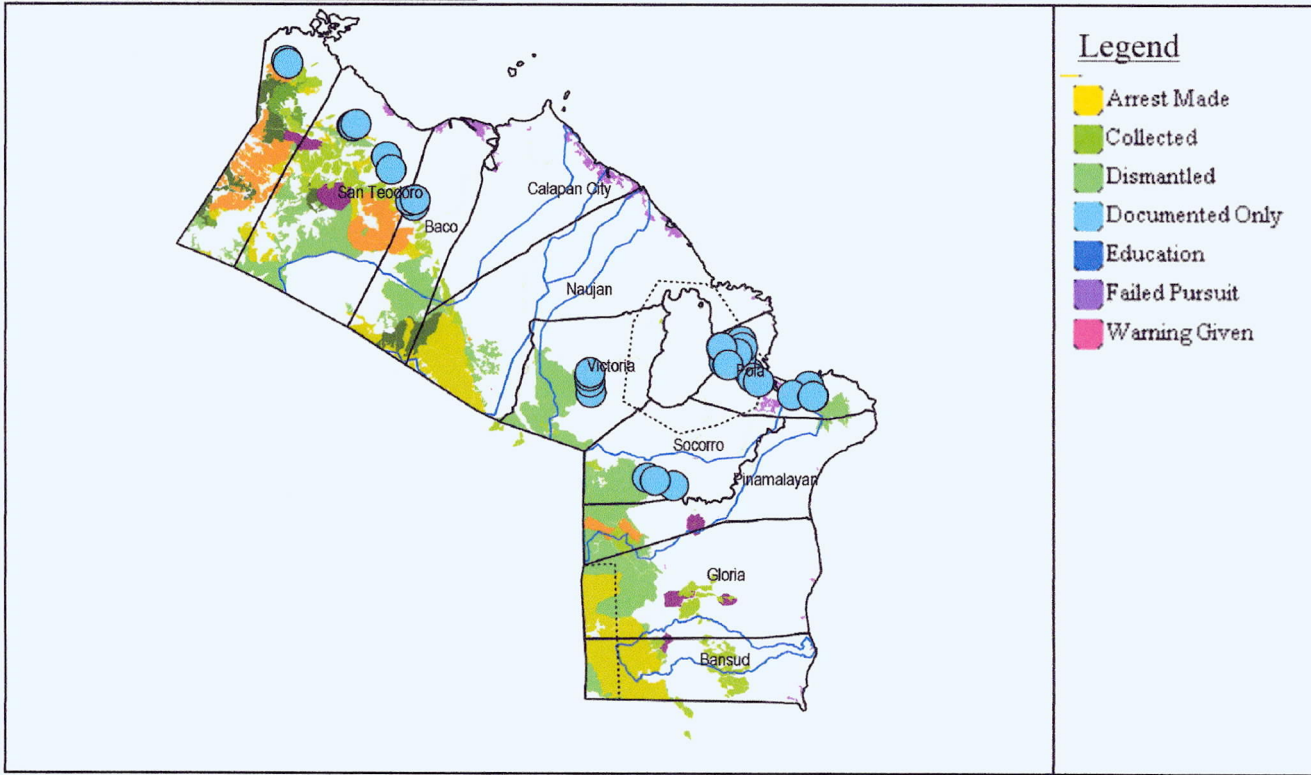 Legend
Arrest Made
Collected
Dismantled
Documented Only
Education
Failed Pursuit
Warning Given
San Teodoro
Baco
Calapan City
Naujan
Victoria
Pola
Socorro
Pinamalayan
Gloria
Bansud